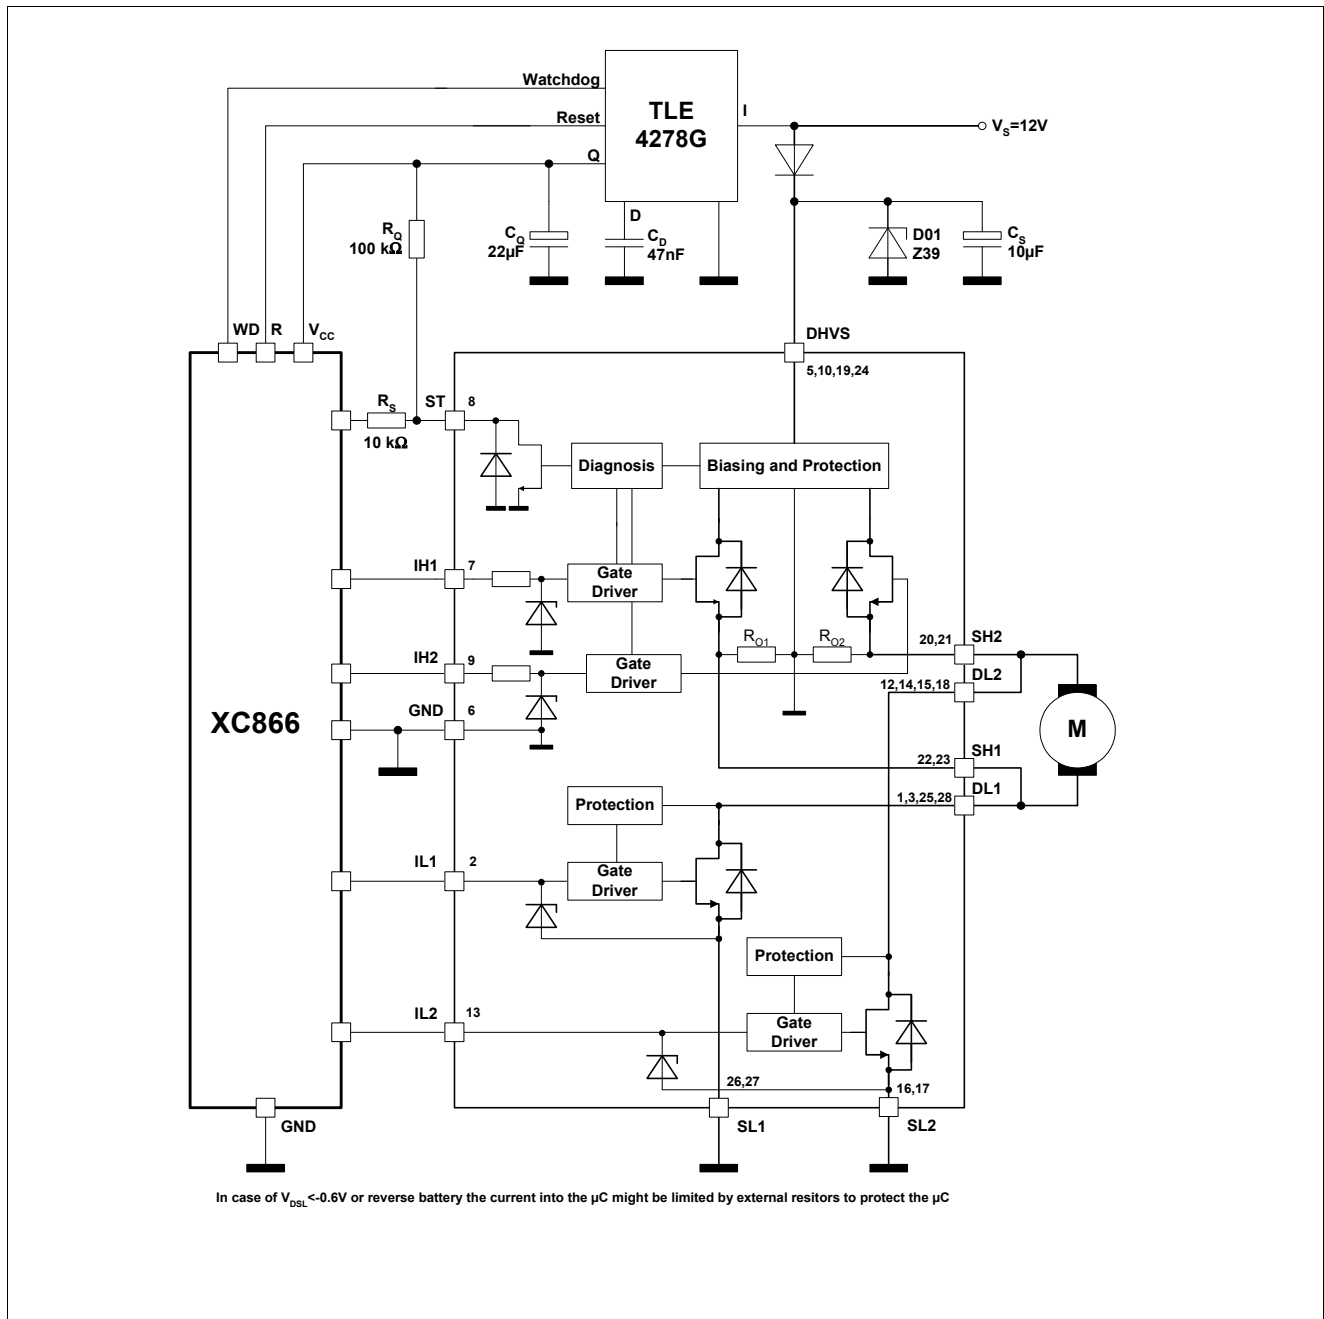 Watchdog
TLE
4278G
I
Reset
V_S=12V
Q
D
R_Q
100 kΩ
C_Q
22µF
C_D
47nF
D01
Z39
C_S
10µF
WD
R
V_CC
DHVS
5,10,19,24
R_S
10 kΩ
ST
8
Diagnosis
Biasing and Protection
IH1
7
Gate
Driver
R_O1
R_O2
20,21
SH2
IH2
9
Gate
Driver
12,14,15,18
DL2
GND
6
XC866
M
22,23
SH1
1,3,25,28
DL1
Protection
IL1
2
Gate
Driver
Protection
IL2
13
Gate
Driver
26,27
16,17
GND
SL1
SL2
In case of V_DSL<-0.6V or reverse battery the current into the µC might be limited by external resitors to protect the µC